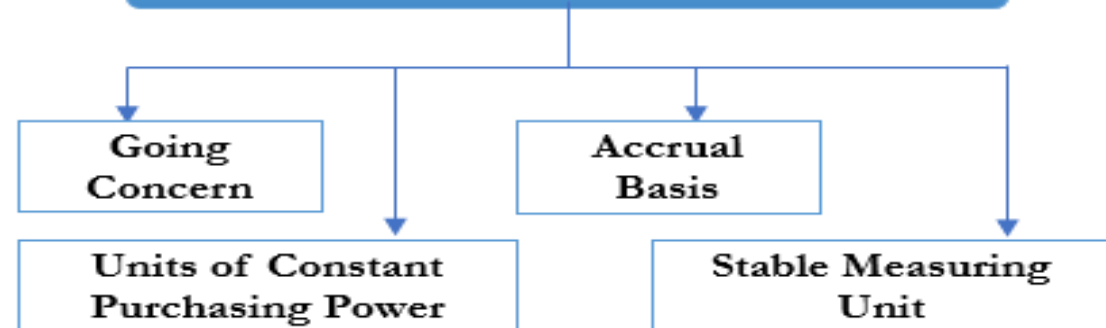 Going
Concern
Accrual
Basis
Units of Constant
Purchasing Power
Stable Measuring
Unit